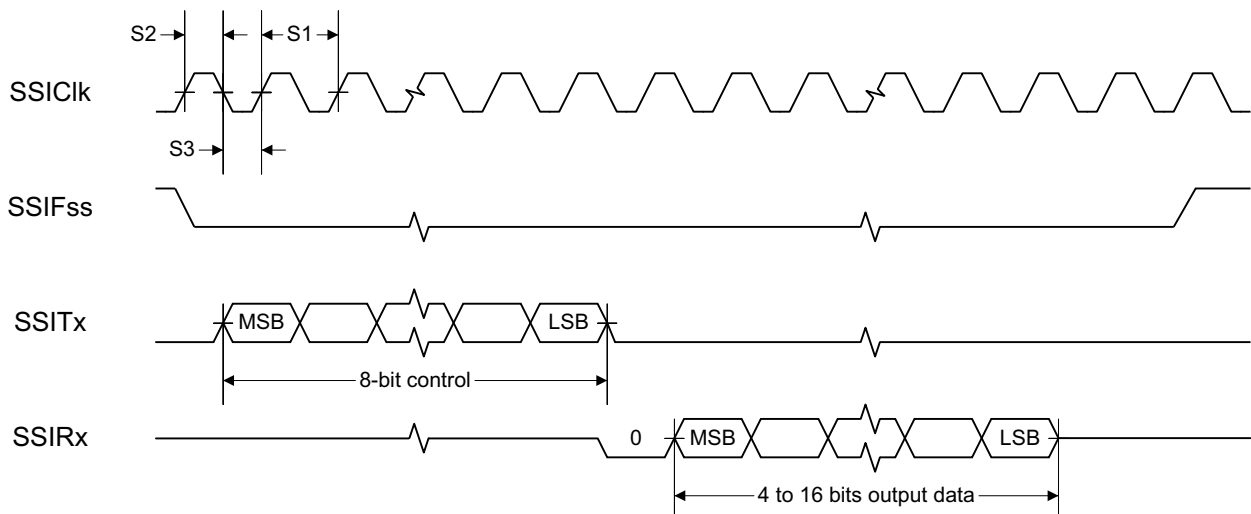 S2
S1
SSIClk
S3
SSIFss
SSITx
MSB
LSB
8-bit control
SSIRx
0
MSB
LSB
4 to 16 bits output data